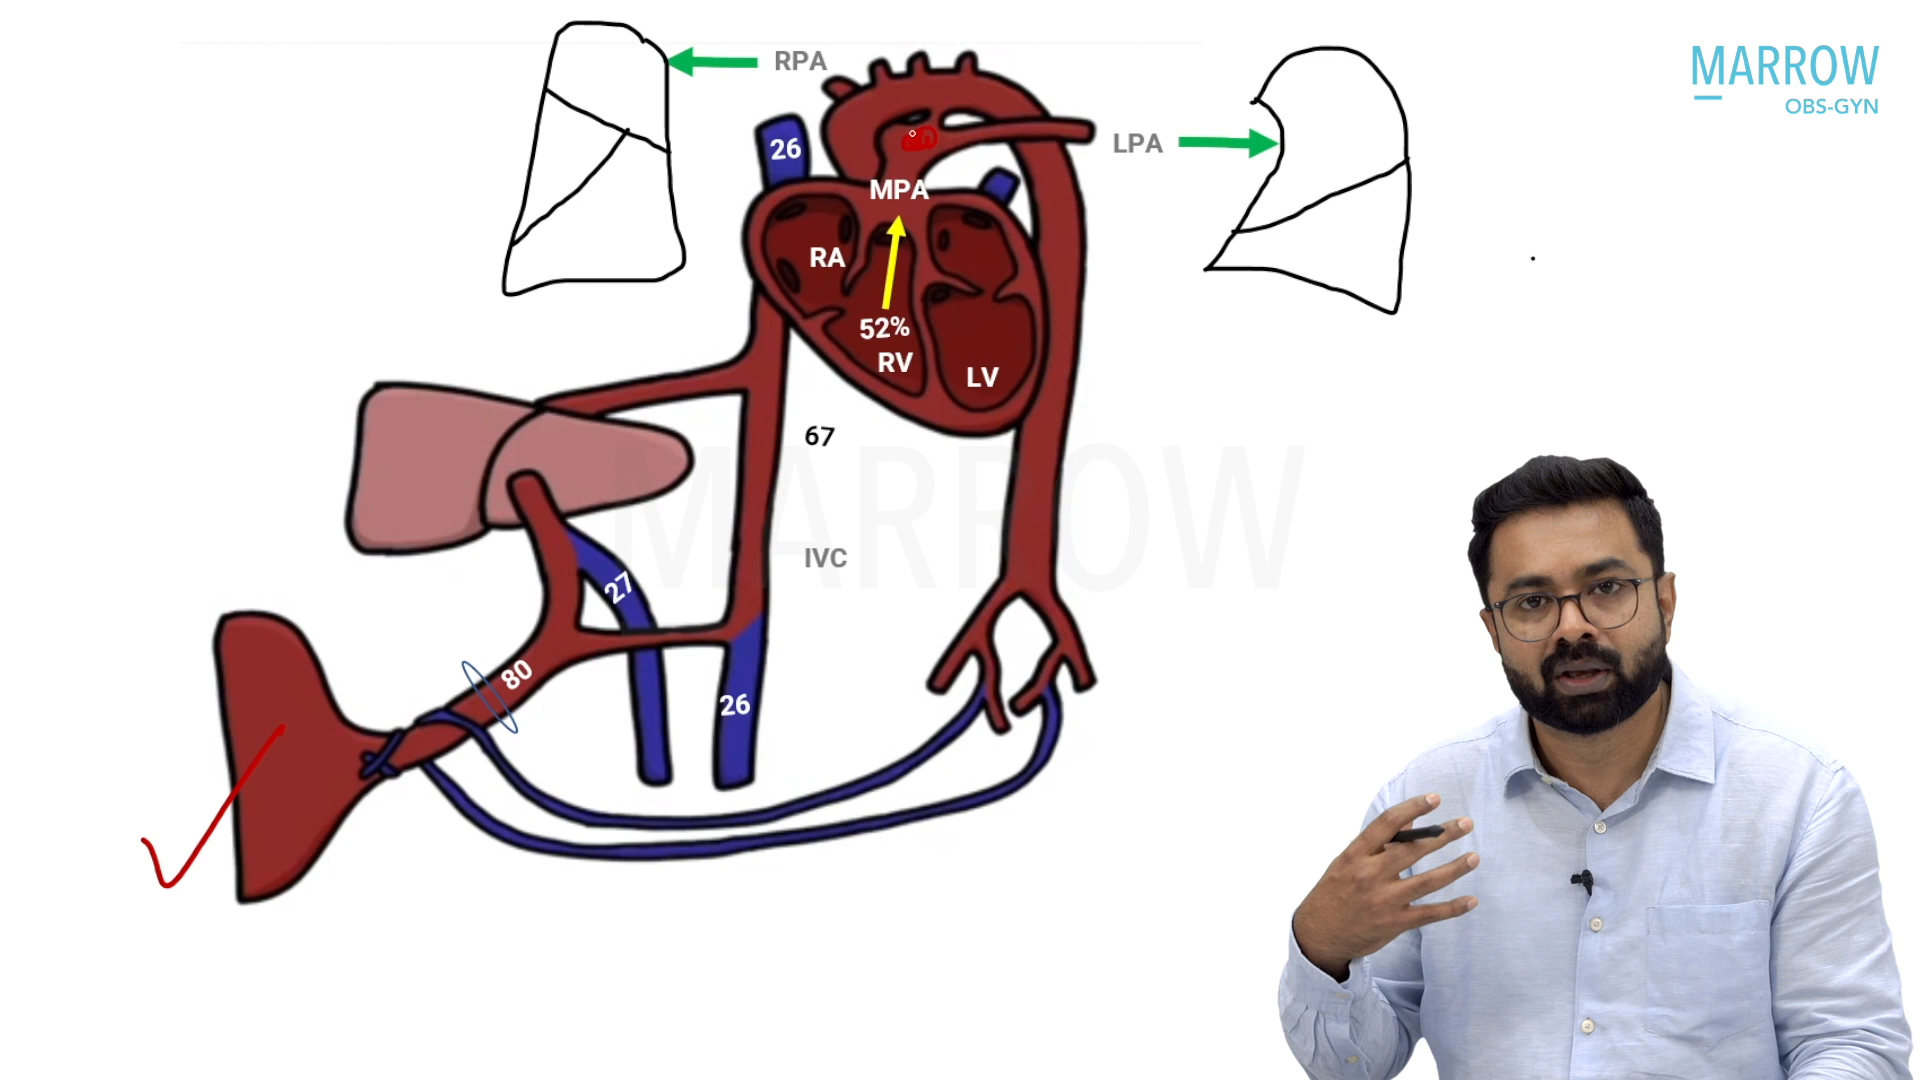 RPA
MARROW
OBS-GYN
26
LPA
MPA
RA
52%
RV
LV
67
MARROW
IVC
27
80
26